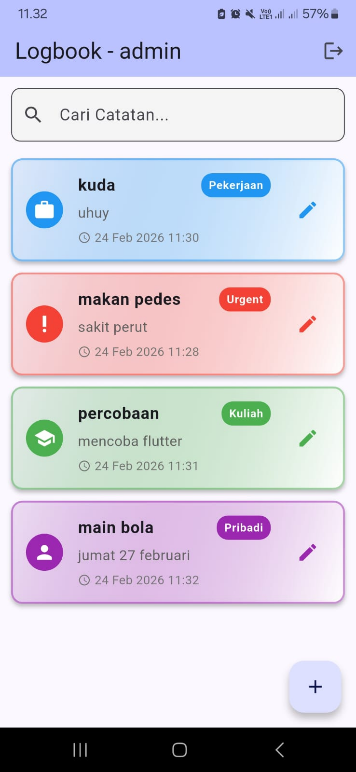 11.32
Vo))
LTE1
57%
Logbook - admin
Cari Catatan...
kuda
Pekerjaan
uhuy
24 Feb 2026 11:30
makan pedes
Urgent
sakit perut
24 Feb 2026 11:28
percobaan
Kuliah
mencoba flutter
24 Feb 2026 11:31
main bola
Pribadi
jumat 27 februari
24 Feb 2026 11:32
+